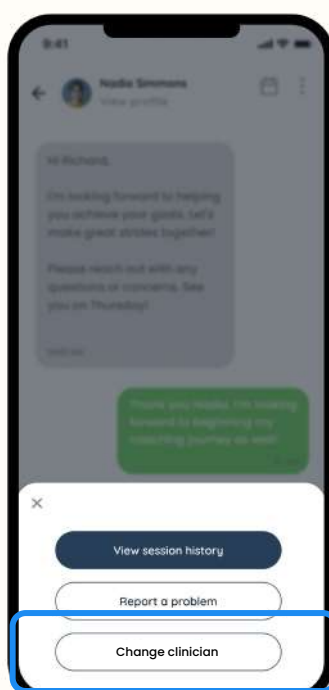 9:41
Nadia Simmons
View profile
Hi Richard,
I'm looking forward to helping
you achieve your goals. Let's
make great strides together!
Please reach out with any
questions or concerns. See
you on Thursday!
Thank you Nadia. I'm looking
forward to beginning my
coaching journey as well!
View session history
Report a problem
Change clinician